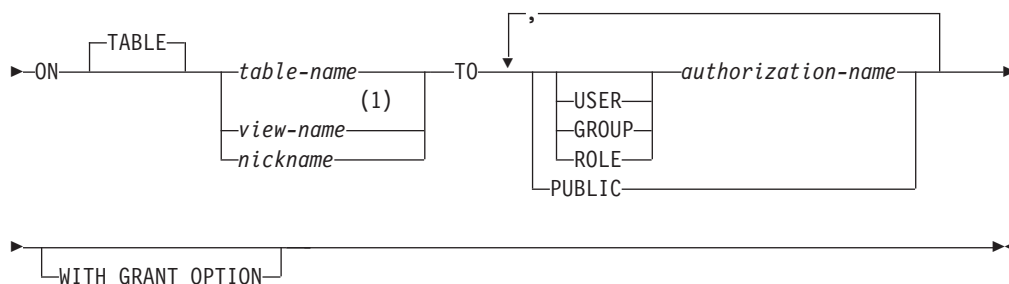 ,
TABLE
ON table-name TO authorization-name
(1)
view-name USER
nickname GROUP
ROLE
PUBLIC
WITH GRANT OPTION